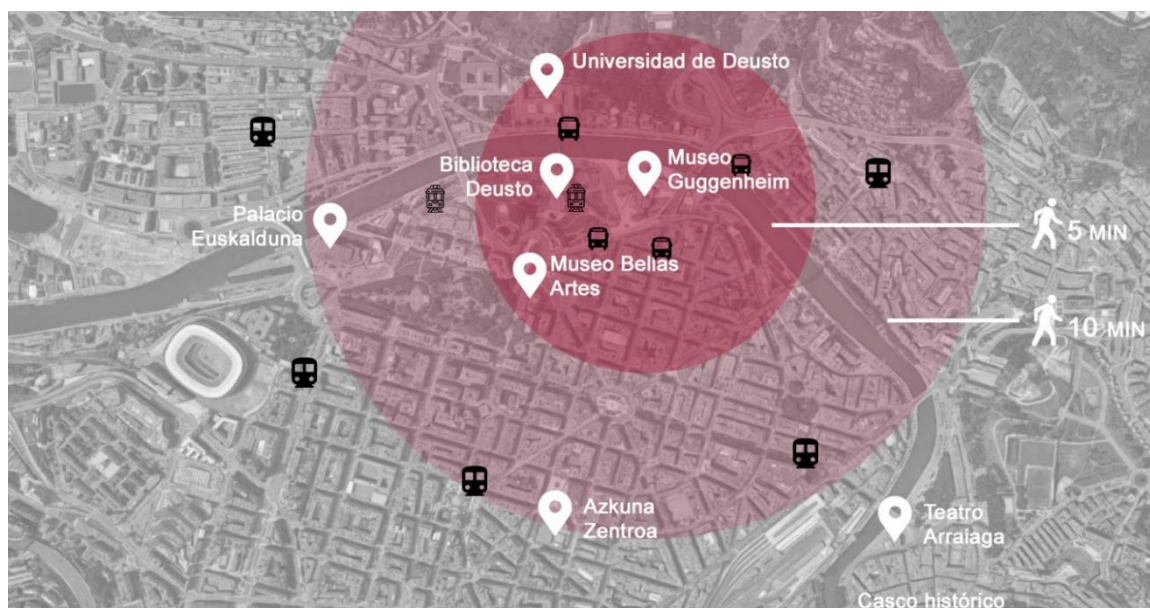 Universidad de Deusto
Biblioteca
Deusto
Museo
Guggenheim
Palacio
Euskalduna
5 MIN
Museo Bellas
Artes
10 MIN
Azkuna
Zentroa
Teatro
Arraiaga
Casco histórico